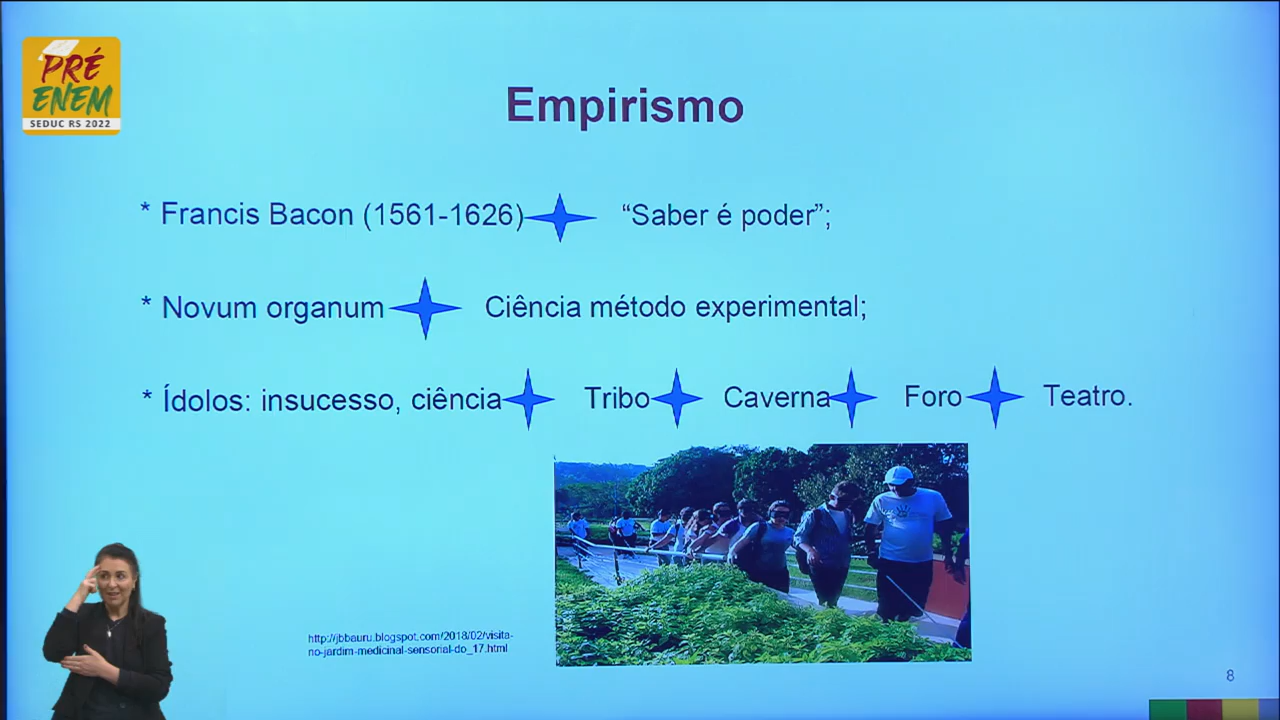 PRÉ
ENEM
SEDUC RS 2022
Empirismo
* Francis Bacon (1561-1626) “Saber é poder”;
* Novum organum Ciência método experimental;
* Ídolos: insucesso, ciência Tribo Caverna Foro Teatro.
http://jbbauru.blogspot.com/2018/02/visita-
no-jardim-medicinal-sensorial-do_17.html
8